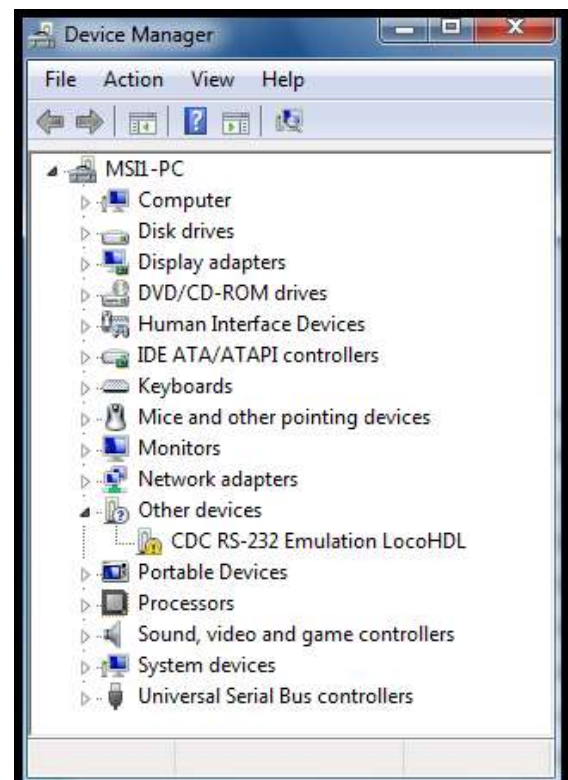 Device Manager
File Action View Help
MSI1-PC
Computer
Disk drives
Display adapters
DVD/CD-ROM drives
Human Interface Devices
IDE ATA/ATAPI controllers
Keyboards
Mice and other pointing devices
Monitors
Network adapters
Other devices
CDC RS-232 Emulation LocoHDL
Portable Devices
Processors
Sound, video and game controllers
System devices
Universal Serial Bus controllers